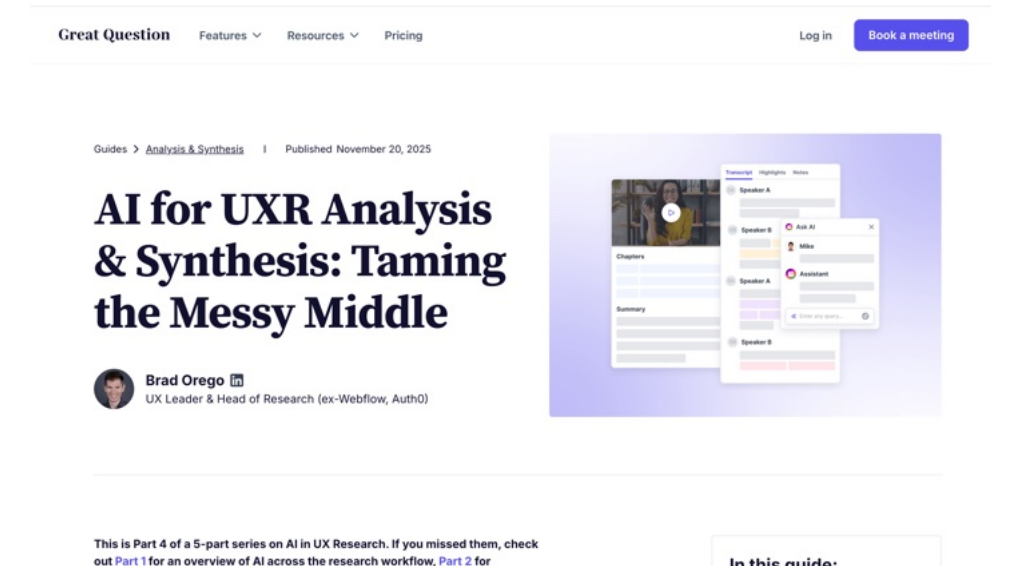 Great Question
Features
Resources
Pricing
Log in
Book a meeting
Guides > Analysis & Synthesis | Published November 20, 2025
AI for UXR Analysis
& Synthesis: Taming
the Messy Middle
Brad Orego in
UX Leader & Head of Research (ex-Webflow, Auth0)
Transcript Highlights Notes
Speaker A
Speaker B
Speaker A
Speaker B
Chapters
Summary
Ask AI
Mike
Assistant
Enter any query...
This is Part 4 of a 5-part series on AI in UX Research. If you missed them, check
out Part 1 for an overview of AI across the research workflow, Part 2 for
In this guide: